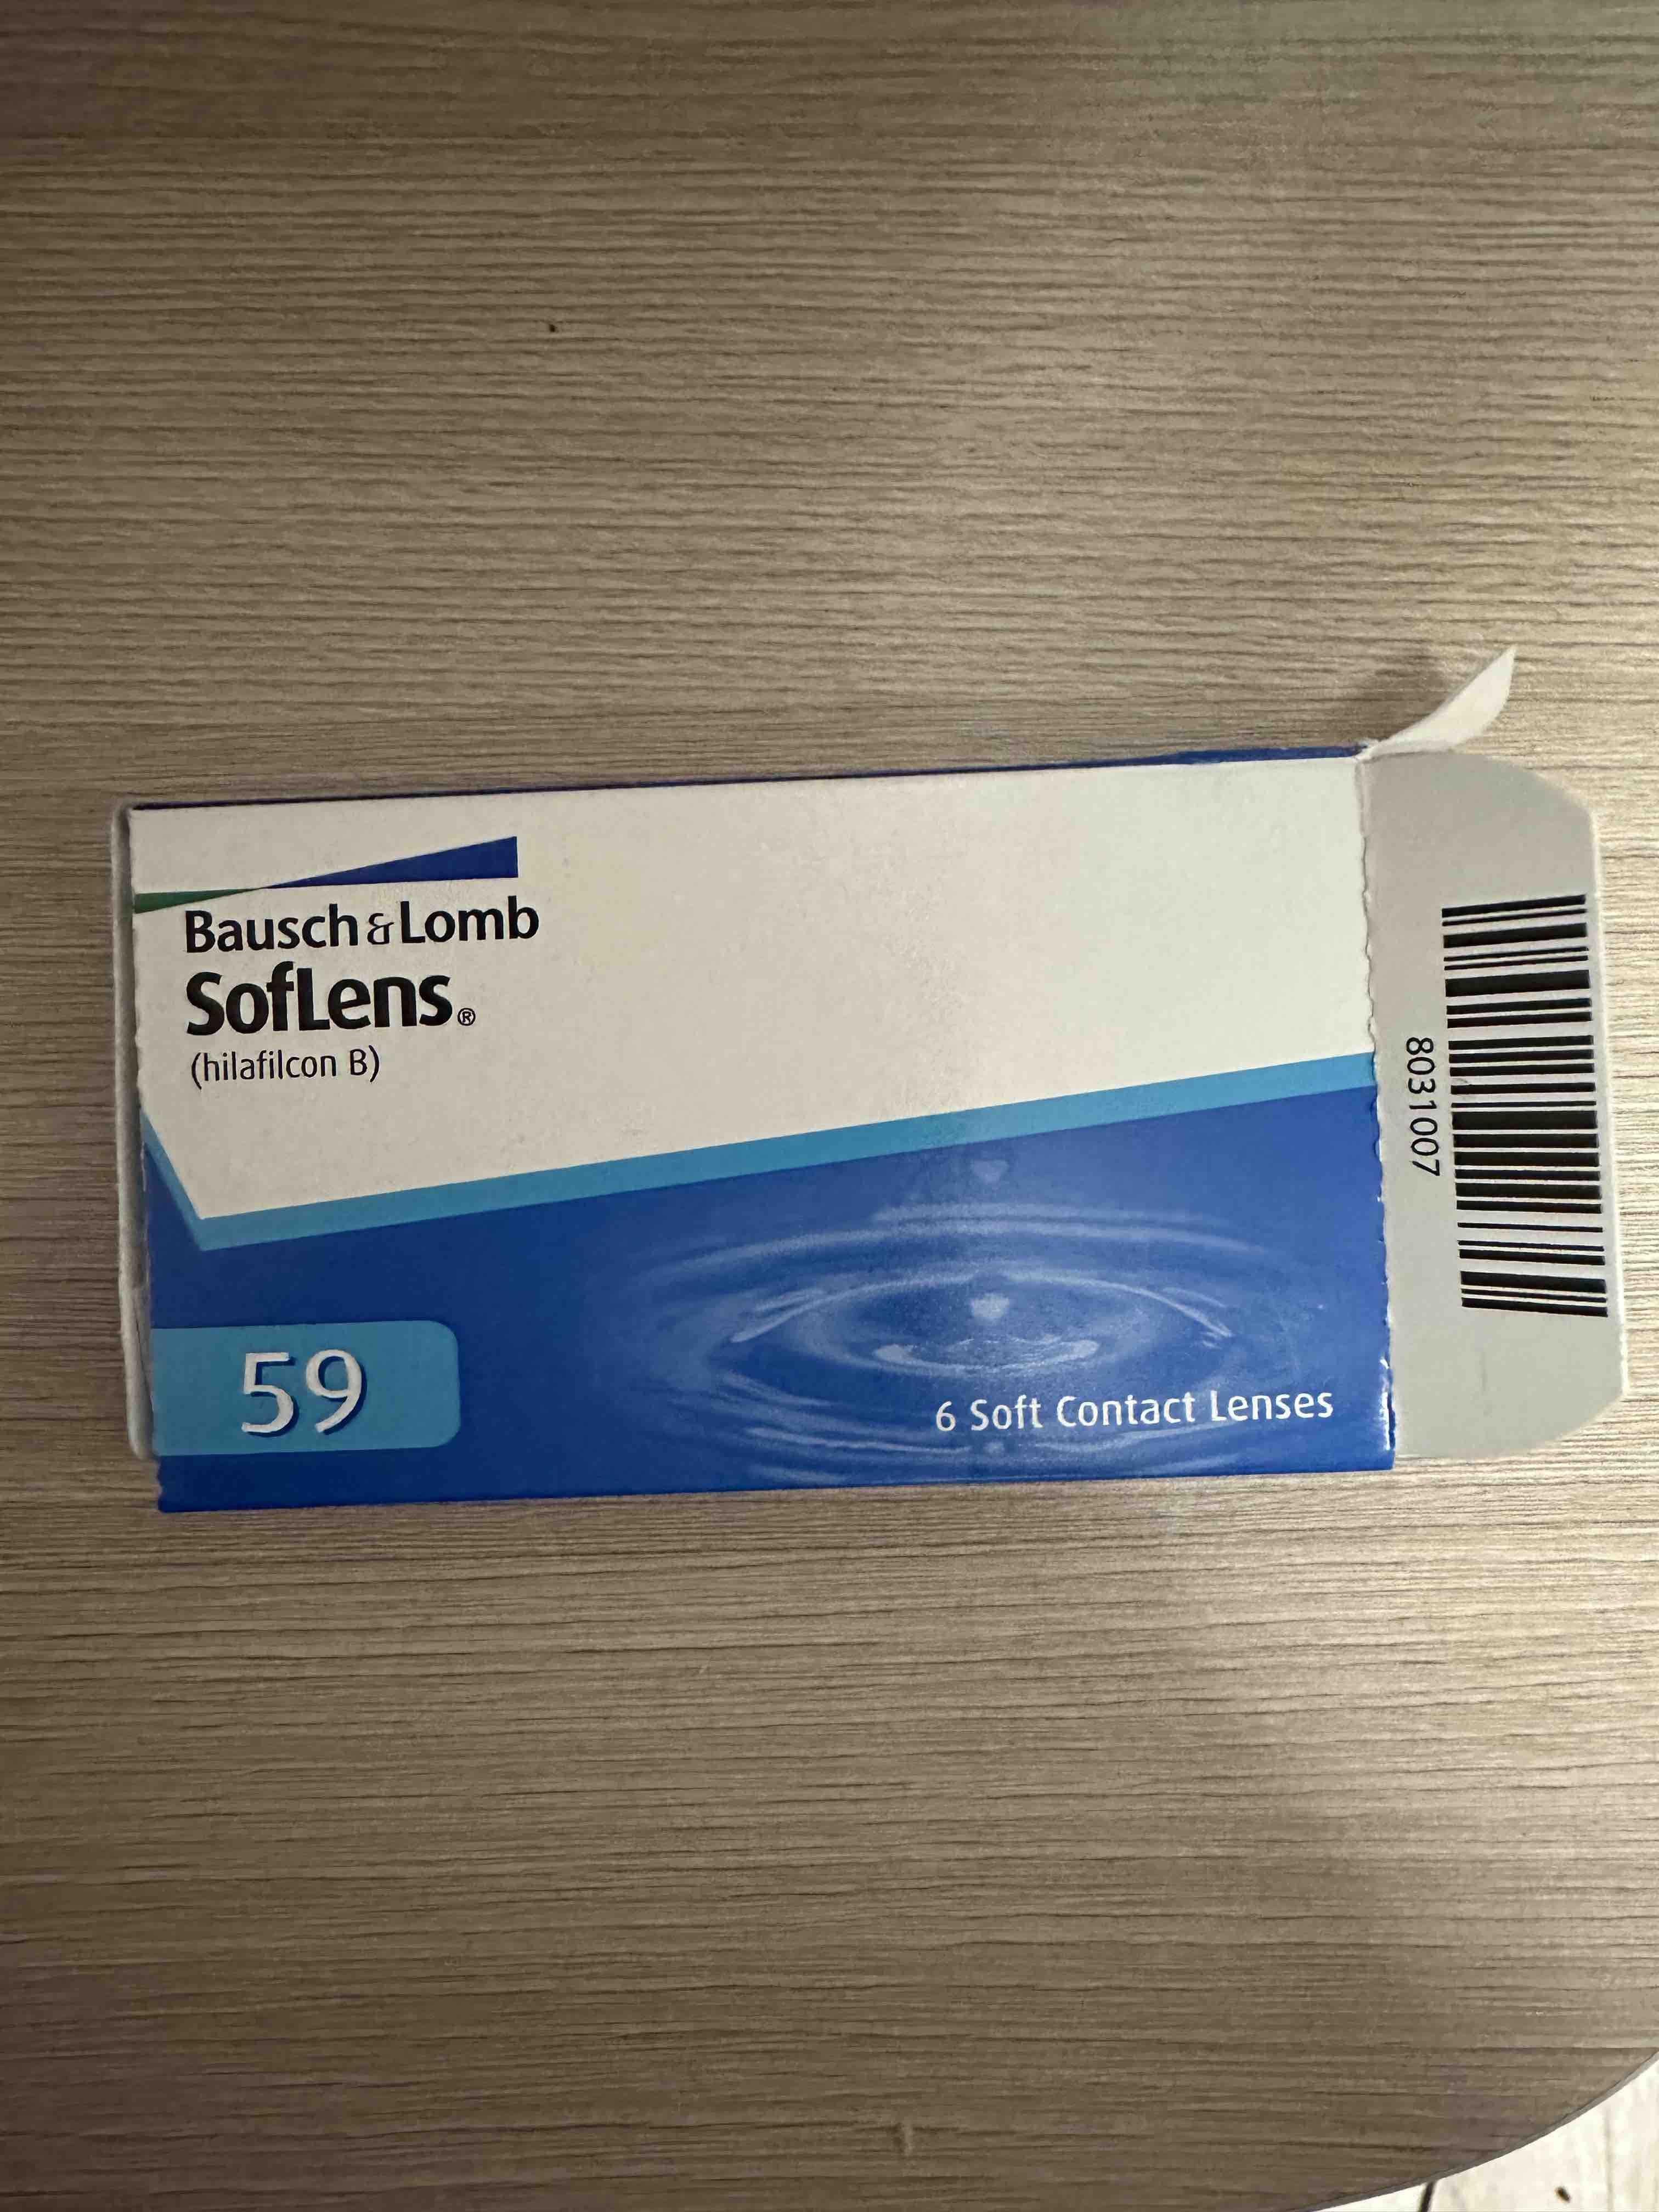 Bausch & Lomb
SofLens®
(hilafilcon B)
59
6 Soft Contact Lenses
8031007